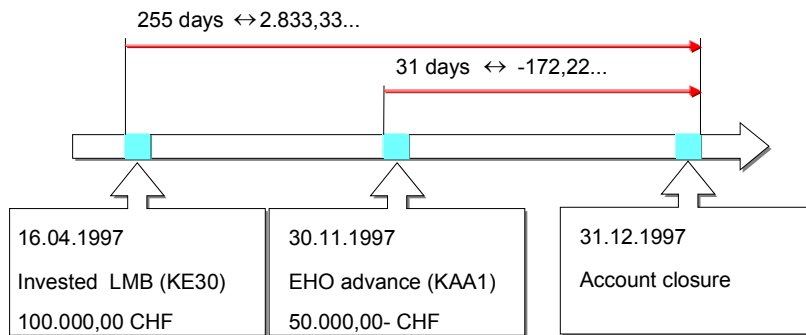 255 days ↔2.833,33...
31 days ↔ -172,22...
16.04.1997
Invested LMB (KE30)
100.000,00 CHF
30.11.1997
EHO advance (KAA1)
50.000,00- CHF
31.12.1997
Account closure